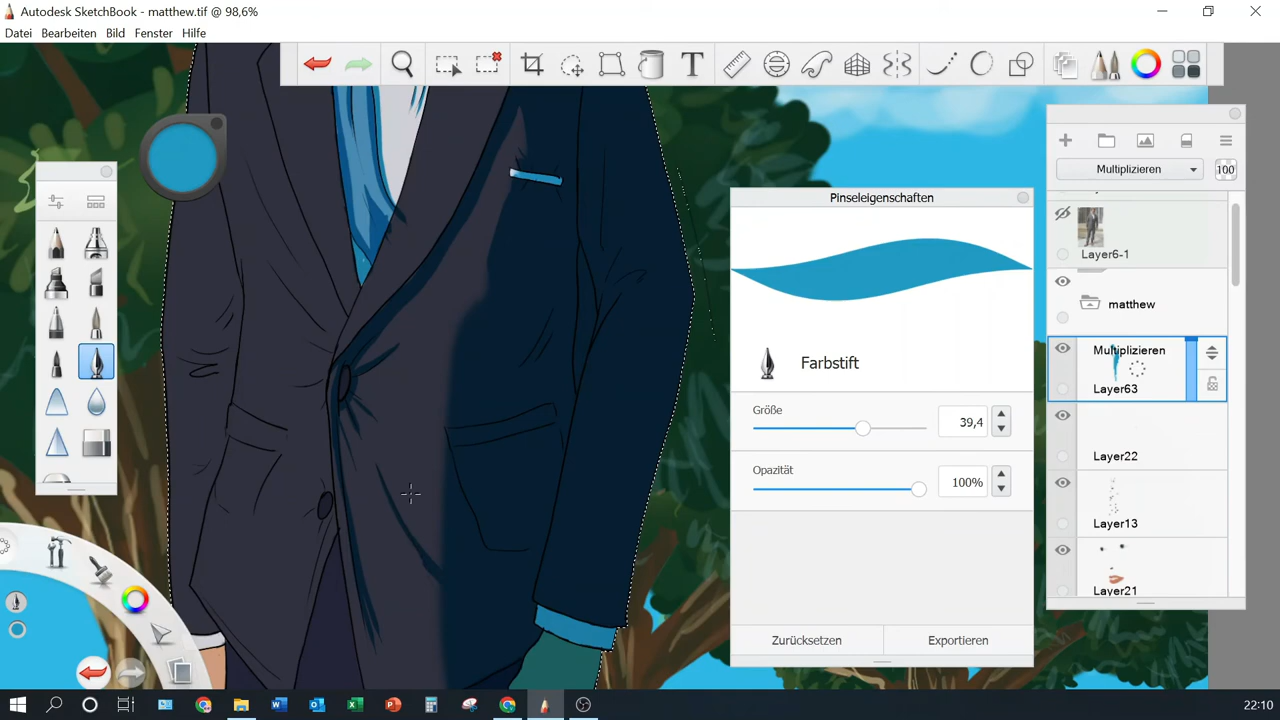 Autodesk SketchBook - matthew.tif @ 98,6%
Datei Bearbeiten Bild Fenster Hilfe
T
Multiplizieren
100
Pinseleigenschaften
Layer6-1
matthew
Multiplizieren
Layer63
Farbstift
Größe
39,4
Layer22
Opazität
100%
Layer13
Layer21
Zurücksetzen
Exportieren
22:10